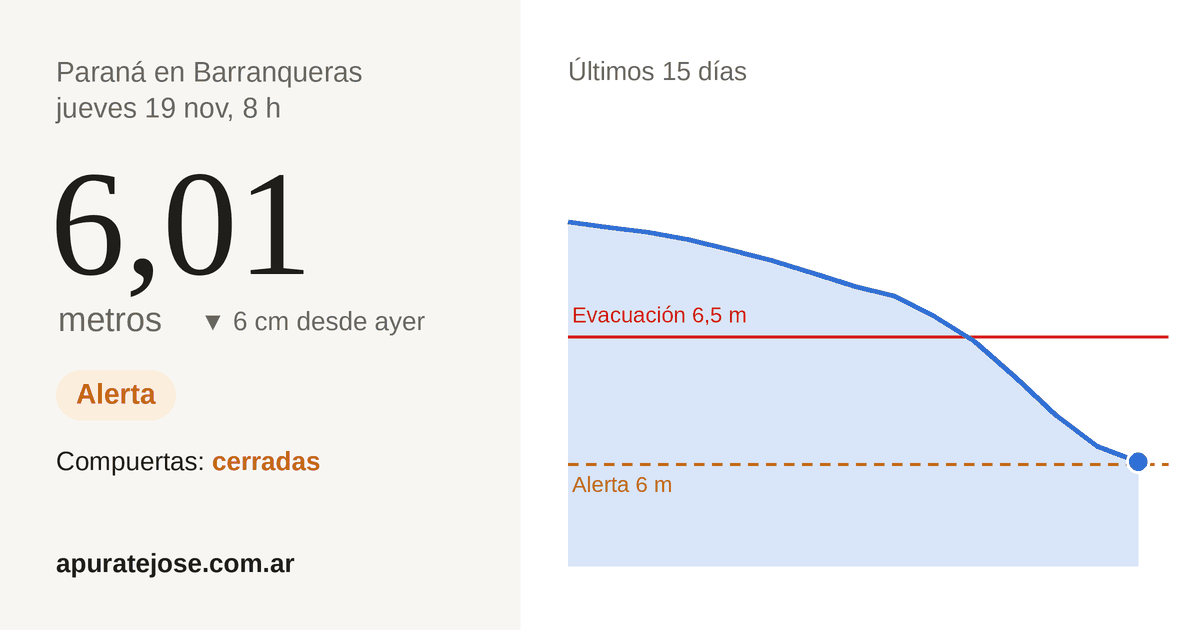 Paraná en Barranqueras
jueves 19 nov, 8 h
6,01
metros ▼ 6 cm desde ayer
Alerta
Compuertas: cerradas
apuratejose.com.ar
Últimos 15 días
Evacuación 6,5 m
Alerta 6 m